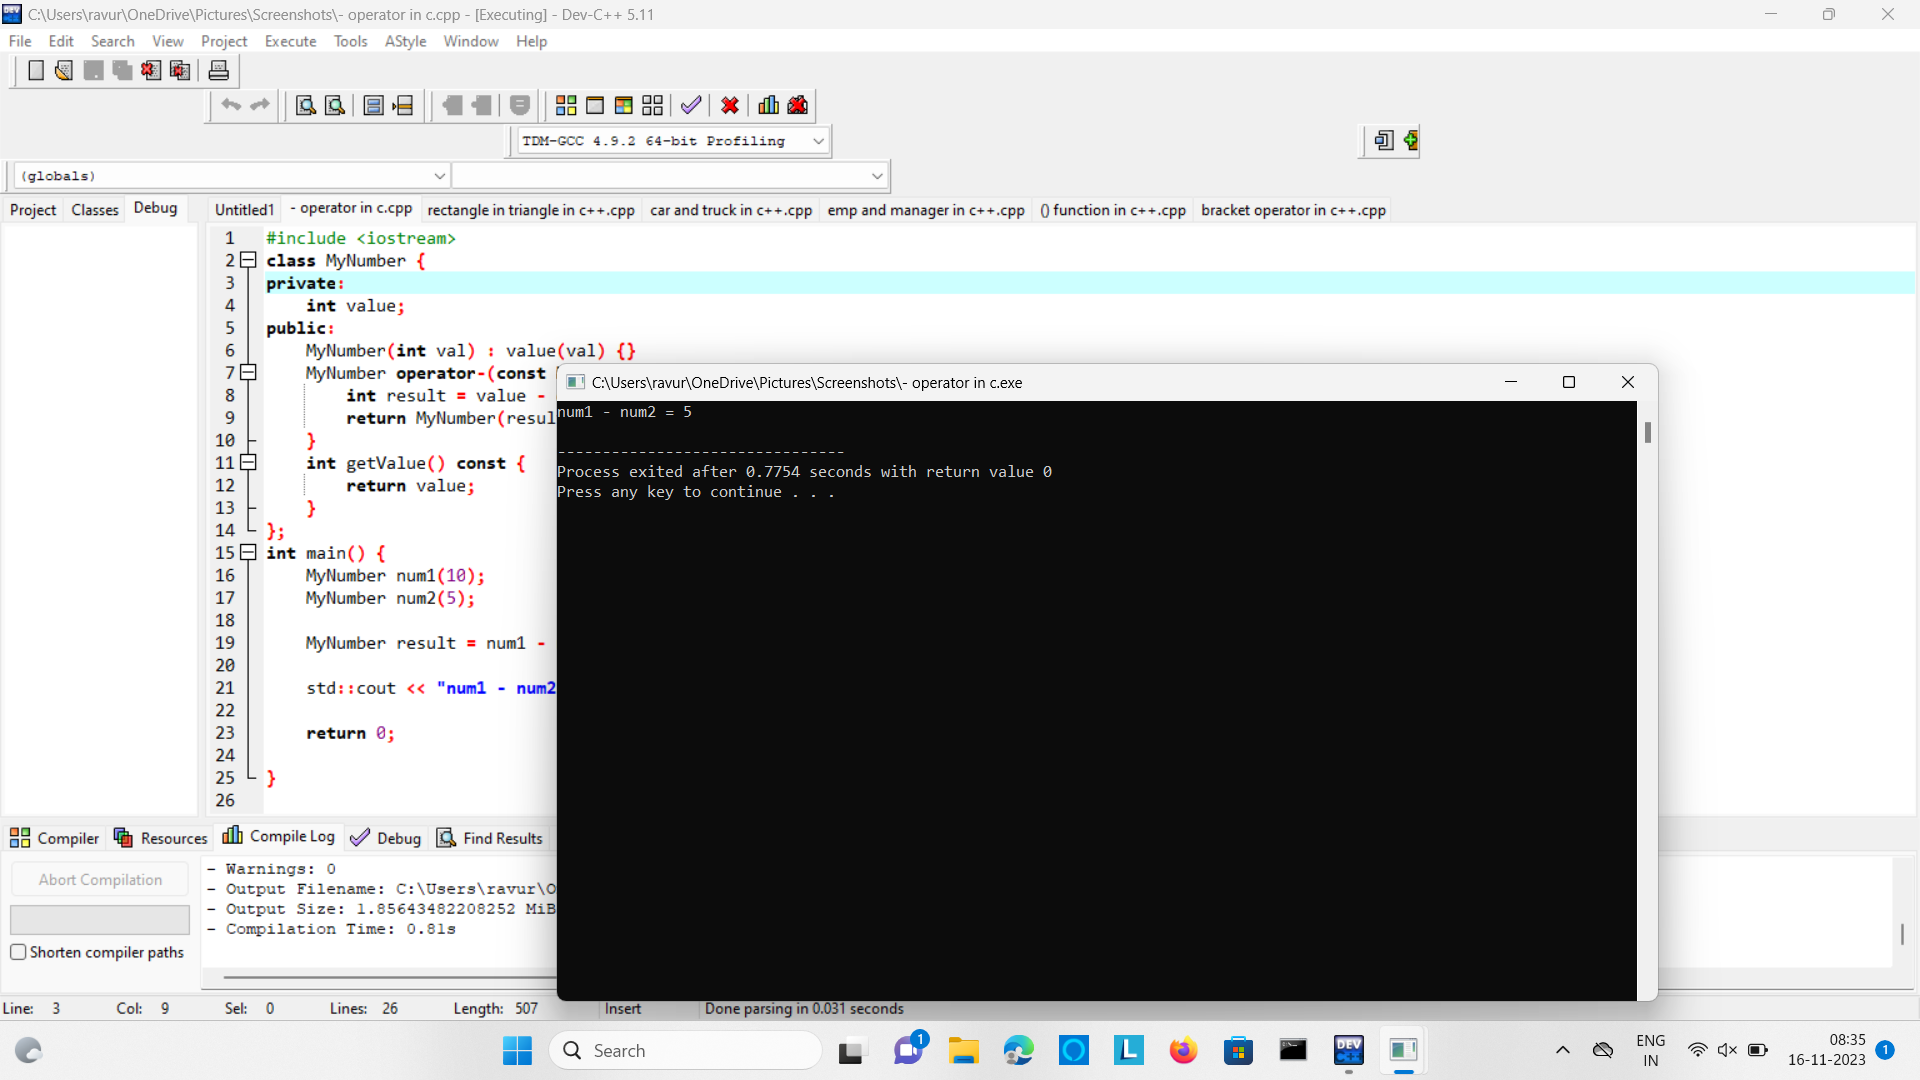 C:\Users\ravur\OneDrive\Pictures\Screenshots\- operator in c.cpp - [Executing] - Dev-C++ 5.11
File Edit Search View Project Execute Tools AStyle Window Help
TDM-GCC 4.9.2 64-bit Profiling
(globals)
Project Classes Debug
Untitled1 - operator in c.cpp rectangle in triangle in c++.cpp car and truck in c++.cpp emp and manager in c++.cpp () function in c++.cpp bracket operator in c++.cpp
1 #include <iostream>
2 class MyNumber {
3 private:
4 int value;
5 public:
6 MyNumber(int val) : value(val) {}
7 MyNumber operator-(const
8 int result = value -
9 return MyNumber(resul
10 }
11 int getValue() const {
12 return value;
13 }
14 };
15 int main() {
16 MyNumber num1(10);
17 MyNumber num2(5);
18
19 MyNumber result = num1 -
20
21 std::cout << "num1 - num2
22
23 return 0;
24
25 }
26
C:\Users\ravur\OneDrive\Pictures\Screenshots\- operator in c.exe
num1 - num2 = 5
--------------------------------
Process exited after 0.7754 seconds with return value 0
Press any key to continue . . .
Compiler Resources Compile Log Debug Find Results
Abort Compilation
Shorten compiler paths
- Warnings: 0
- Output Filename: C:\Users\ravur\O
- Output Size: 1.85643482208252 MiB
- Compilation Time: 0.81s
Line: 3 Col: 9 Sel: 0 Lines: 26 Length: 507 Insert Done parsing in 0.031 seconds
Search
1
L
DEV
C++
ENG
IN
08:35
16-11-2023
1